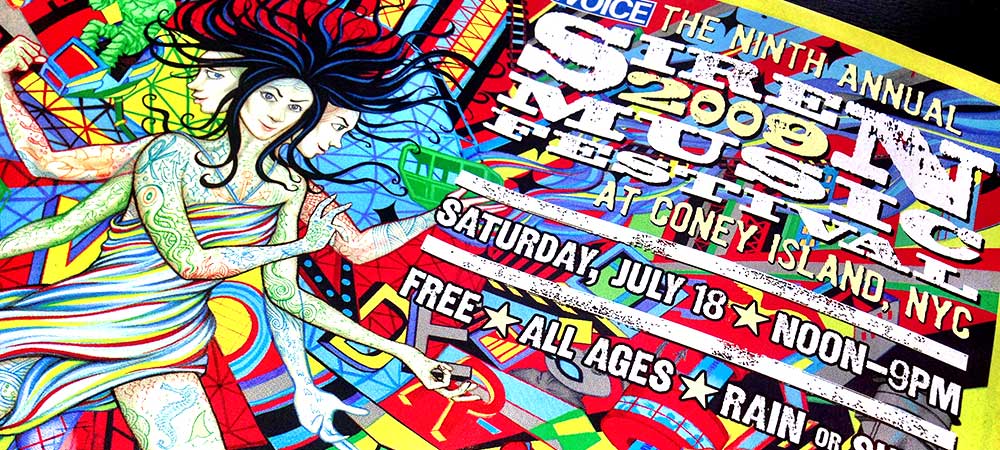 VOICE
THE NINTH ANNUAL
SIREN
2009
MUSIC
FESTIVAL
AT CONEY ISLAND, NYC
SATURDAY, JULY 18 ★ NOON–9PM
FREE ★ ALL AGES ★ RAIN OR